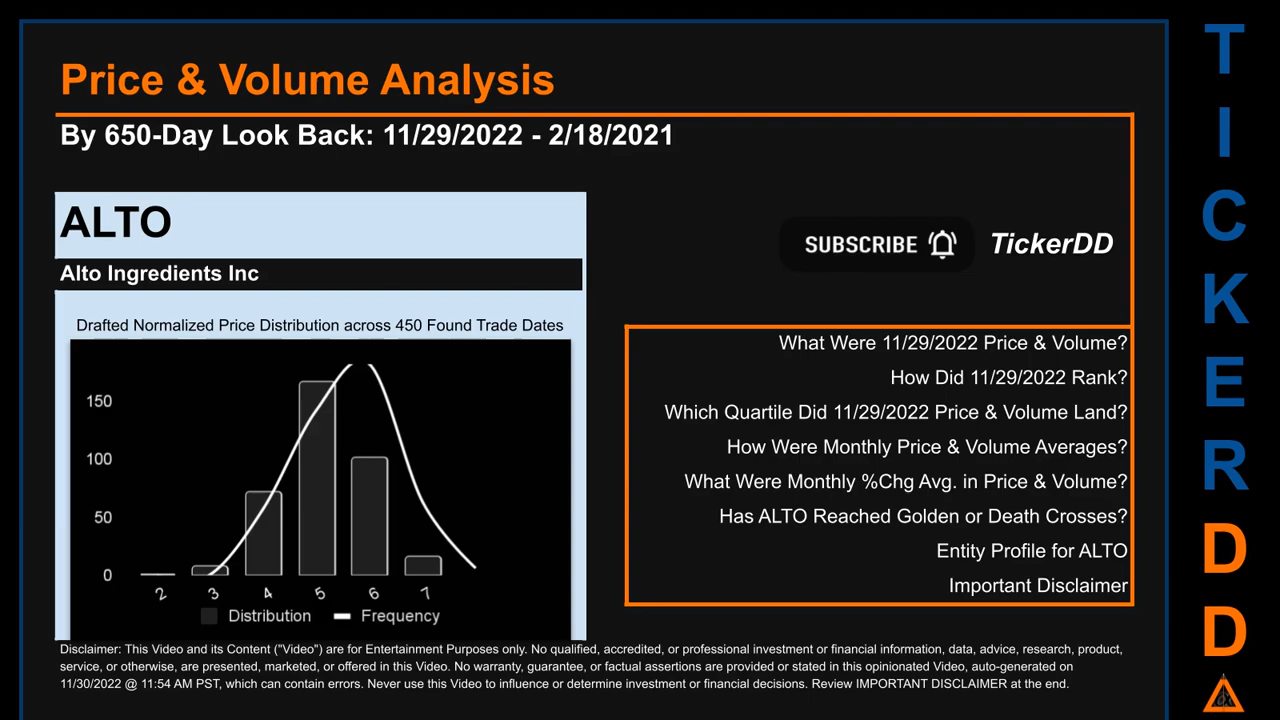 Price & Volume Analysis
By 650-Day Look Back: 11/29/2022 - 2/18/2021
ALTO
Alto Ingredients Inc
Drafted Normalized Price Distribution across 450 Found Trade Dates
150
100
50
0
2 3 4 5 6 7
Distribution Frequency
SUBSCRIBE TickerDD
What Were 11/29/2022 Price & Volume?
How Did 11/29/2022 Rank?
Which Quartile Did 11/29/2022 Price & Volume Land?
How Were Monthly Price & Volume Averages?
What Were Monthly %Chg Avg. in Price & Volume?
Has ALTO Reached Golden or Death Crosses?
Entity Profile for ALTO
Important Disclaimer
Disclaimer: This Video and its Content ("Video") are for Entertainment Purposes only. No qualified, accredited, or professional investment or financial information, data, advice, research, product,
service, or otherwise, are presented, marketed, or offered in this Video. No warranty, guarantee, or factual assertions are provided or stated in this opinionated Video, auto-generated on
11/30/2022 @ 11:54 AM PST, which can contain errors. Never use this Video to influence or determine investment or financial decisions. Review IMPORTANT DISCLAIMER at the end.
T
I
C
K
E
R
D
D